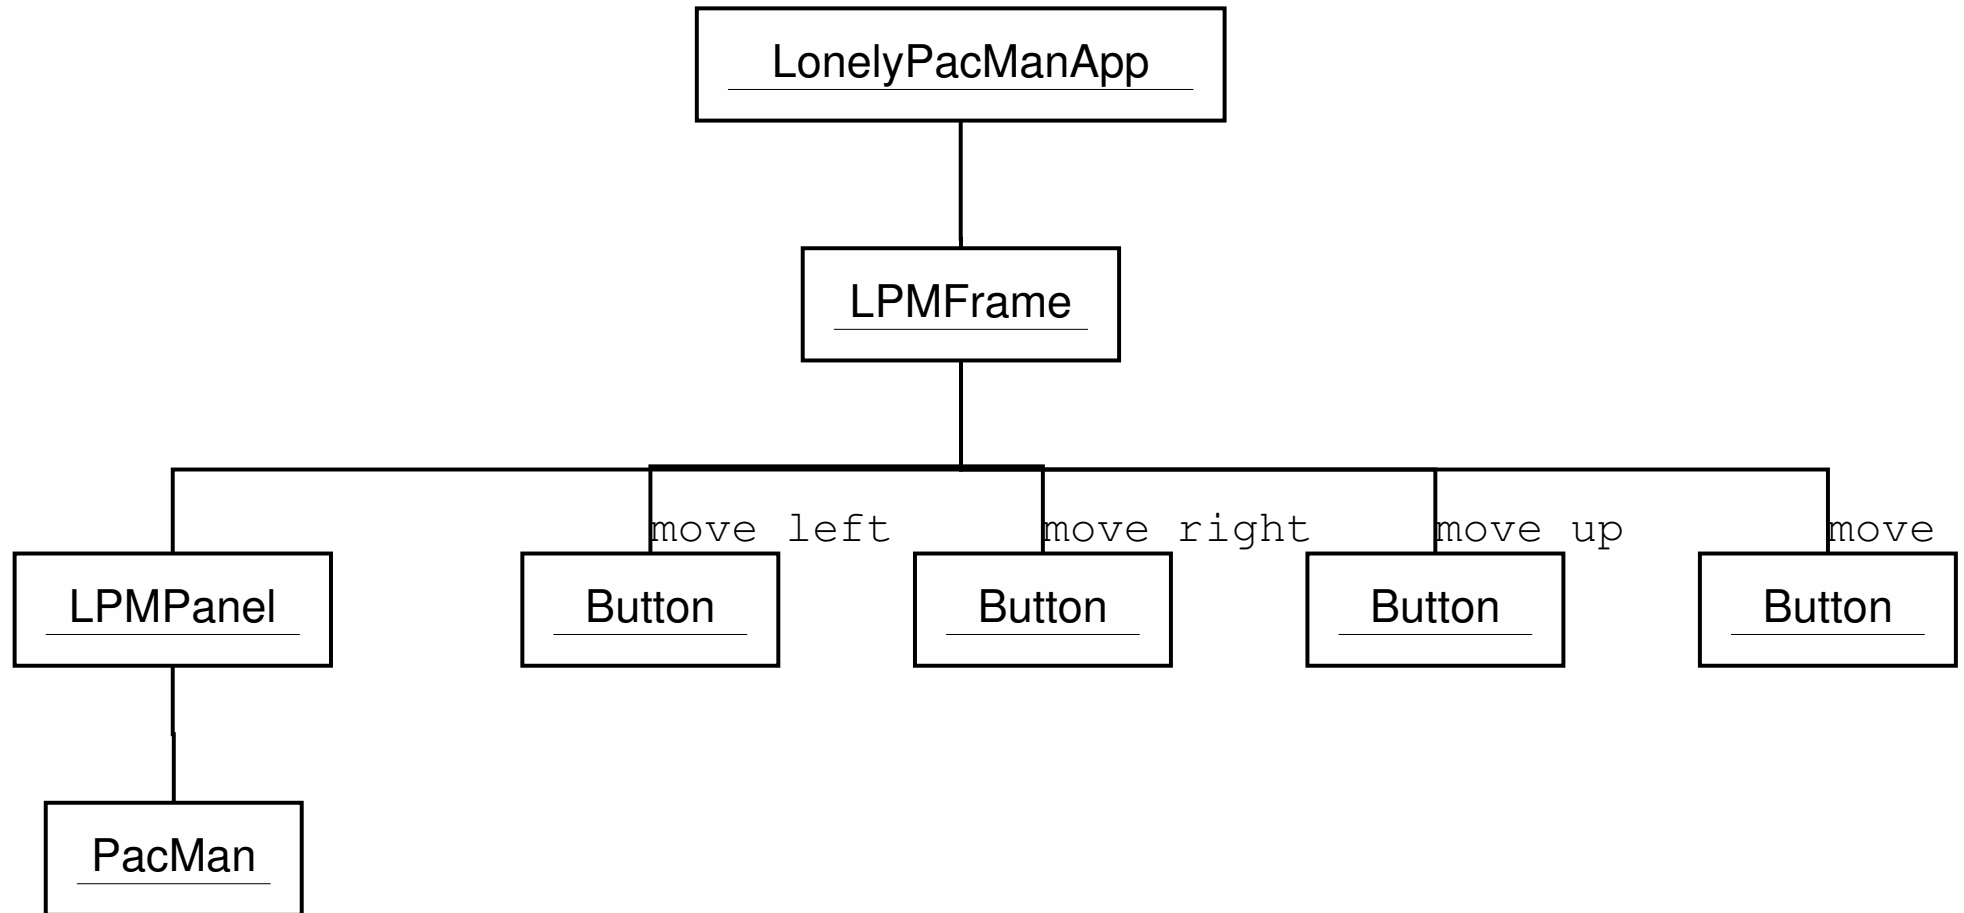 LonelyPacManApp
LPMFrame
move left move right move up move
LPMPanel Button Button Button Button
PacMan